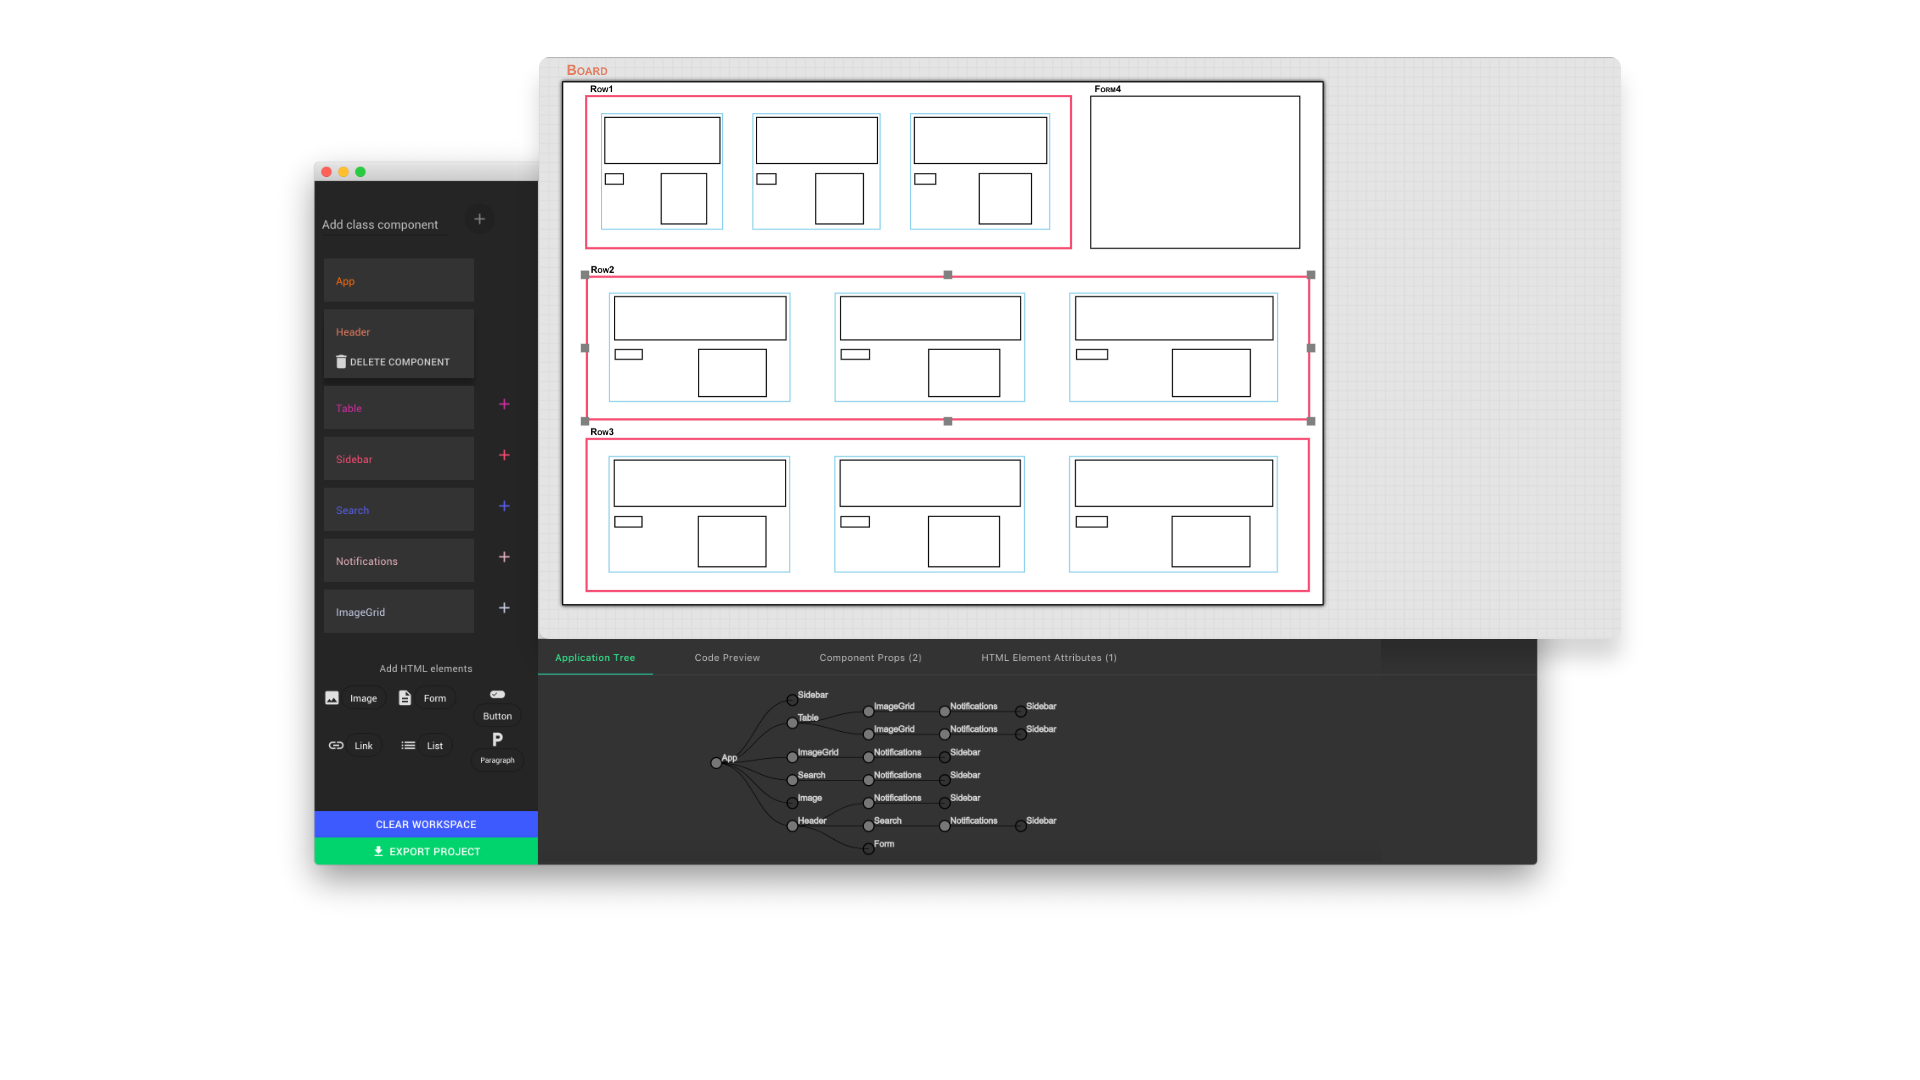 BOARD
ROW1
FORM4
ROW2
ROW3
Add class component
+
App
Header
DELETE COMPONENT
Table +
Sidebar +
Search +
Notifications +
ImageGrid +
Add HTML elements
Image
Form
Button
Link
List
P
Paragraph
CLEAR WORKSPACE
EXPORT PROJECT
Application Tree Code Preview Component Props (2) HTML Element Attributes (1)
Sidebar
ImageGrid Notifications Sidebar
Table
ImageGrid Notifications Sidebar
ImageGrid Notifications Sidebar
App
Search Notifications Sidebar
Image Notifications Sidebar
Header Search Notifications Sidebar
Form